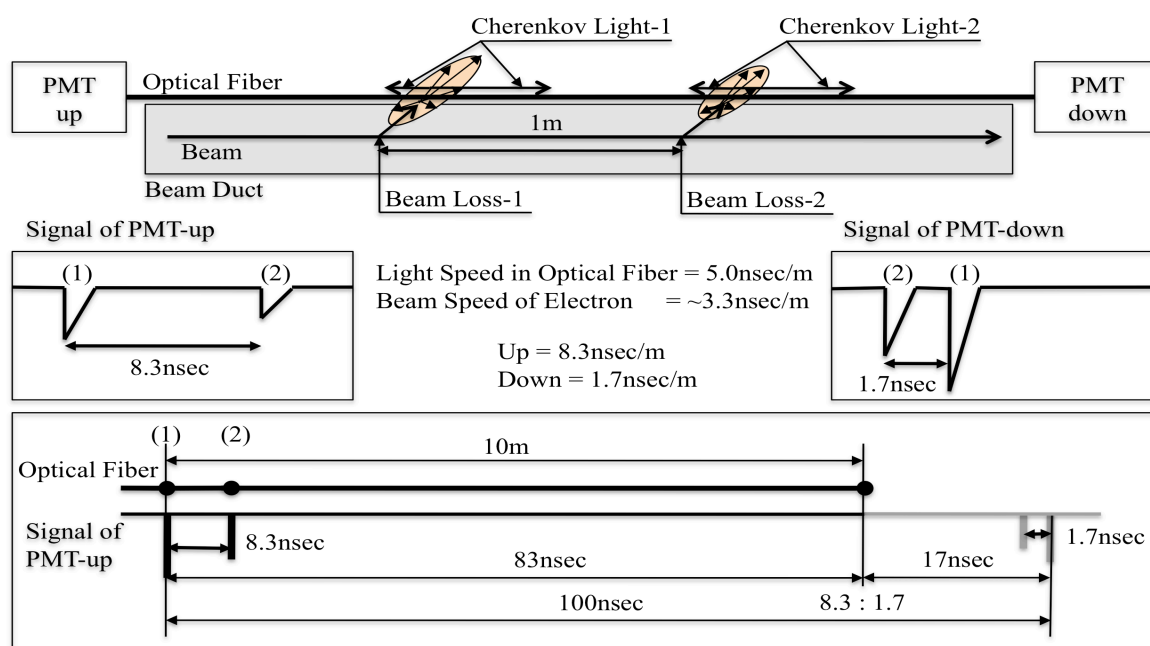 Cherenkov Light-1
Cherenkov Light-2
PMT
up
Optical Fiber
PMT
down
1m
Beam
Beam Duct
Beam Loss-1
Beam Loss-2
Signal of PMT-up
Signal of PMT-down
(1)
(2)
8.3nsec
Light Speed in Optical Fiber = 5.0nsec/m
Beam Speed of Electron = ~3.3nsec/m
Up = 8.3nsec/m
Down = 1.7nsec/m
(2)
(1)
1.7nsec
(1)
(2)
10m
Optical Fiber
Signal of
PMT-up
8.3nsec
1.7nsec
83nsec
17nsec
100nsec
8.3 : 1.7